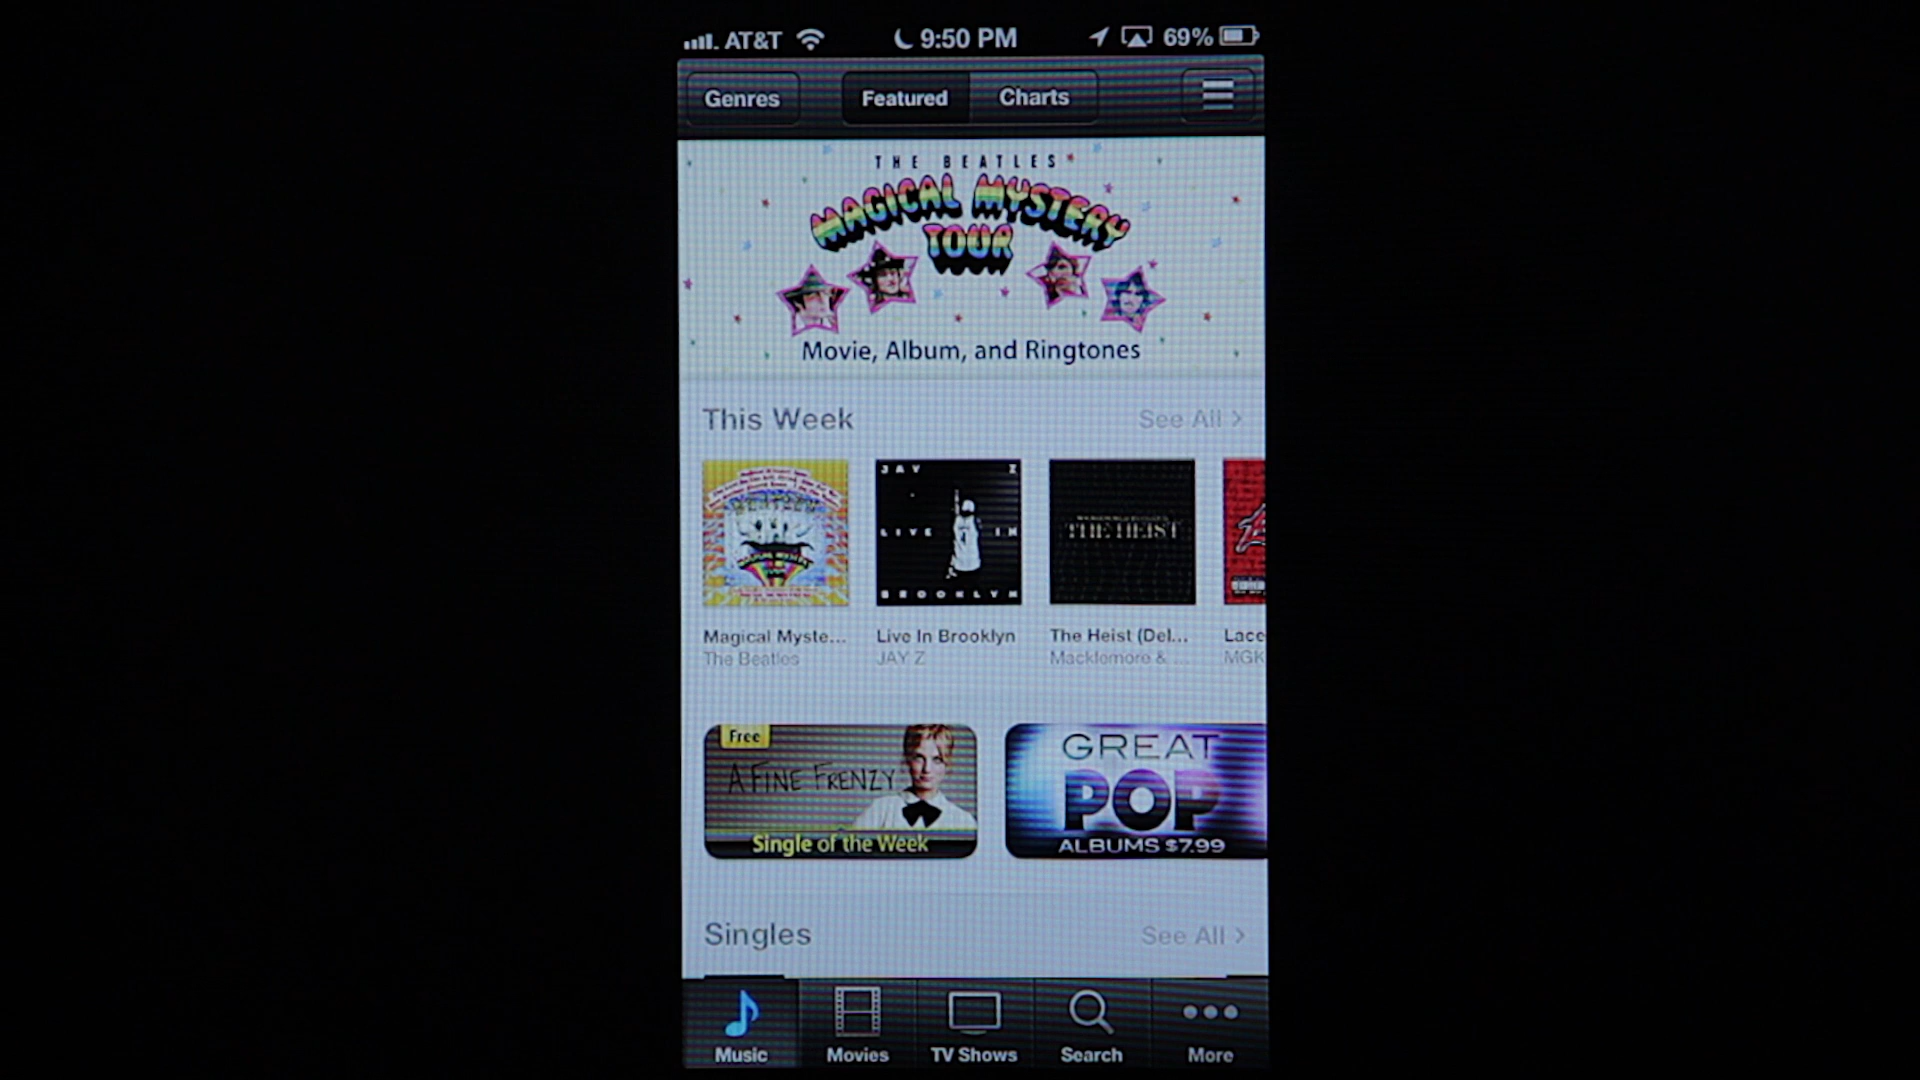 AT&T 9:50 PM 69%
Genres Featured Charts
THE BEATLES
MAGICAL MYSTERY
TOUR
Movie, Album, and Ringtones
This Week See All >
BEATLES
MAGICAL MYSTERY
JAY Z
LIVE IN
BROOKLYN
THE HEIST
Magical Myste... Live In Brooklyn The Heist (Del... Lace
The Beatles JAY Z Macklemore & ... MGK
Free
A FINE FRENZY
Single of the Week
GREAT
POP
ALBUMS $7.99
Singles See All >
Music Movies TV Shows Search More